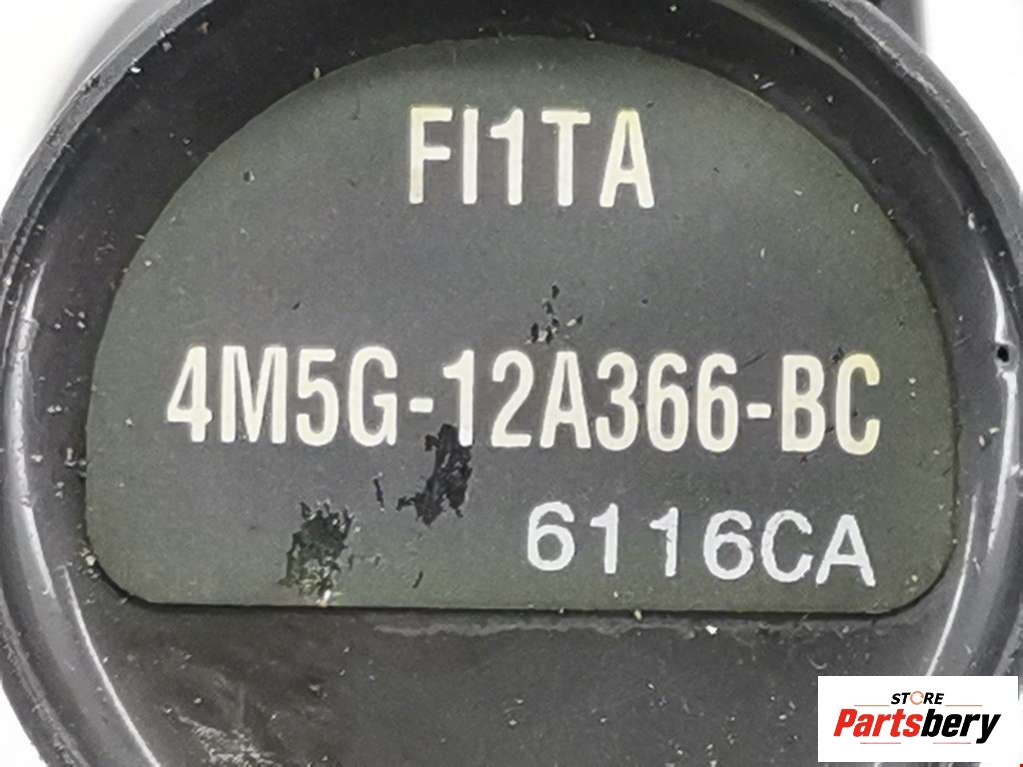 FI1TA
4M5G-12A366-BC
6116CA
STORE
Partsbery